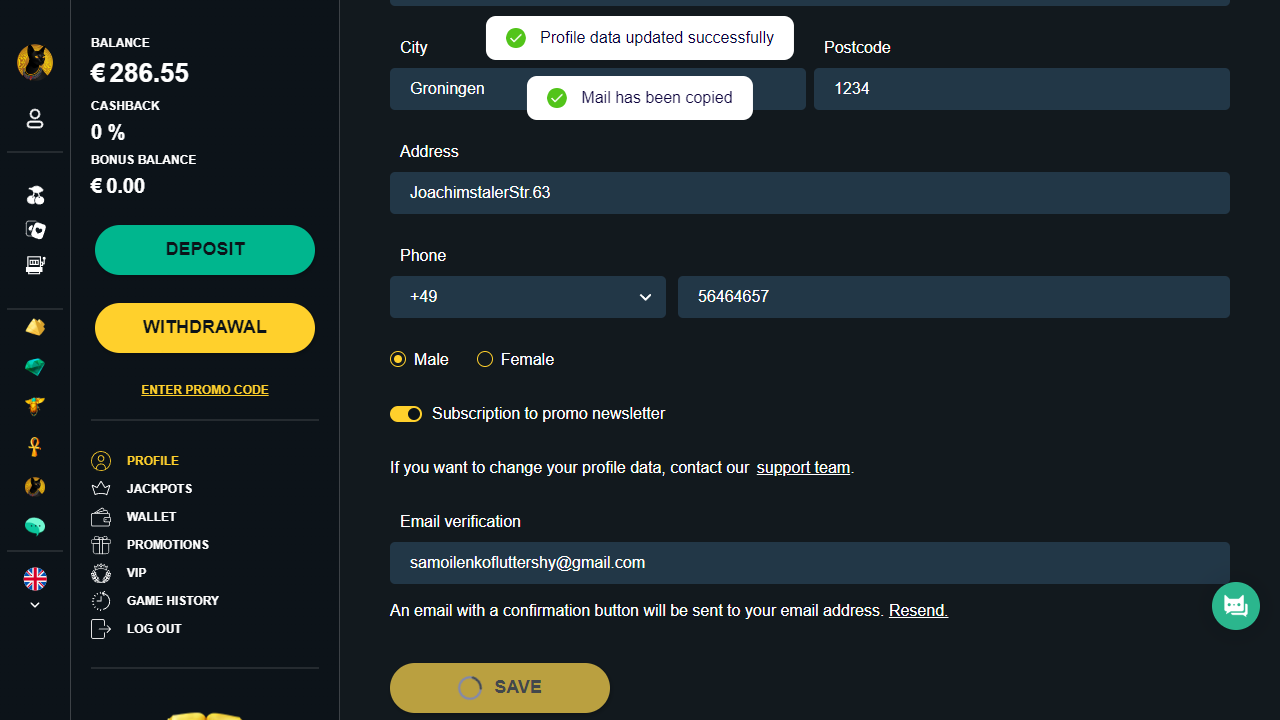 BALANCE
€ 286.55
CASHBACK
0 %
BONUS BALANCE
€ 0.00
DEPOSIT
WITHDRAWAL
ENTER PROMO CODE
PROFILE
JACKPOTS
WALLET
PROMOTIONS
VIP
GAME HISTORY
LOG OUT
Profile data updated successfully
Mail has been copied
City
Postcode
Groningen
1234
Address
JoachimstalerStr.63
Phone
+49
56464657
Male
Female
Subscription to promo newsletter
If you want to change your profile data, contact our support team.
Email verification
samoilenkofluttershy@gmail.com
An email with a confirmation button will be sent to your email address. Resend.
SAVE